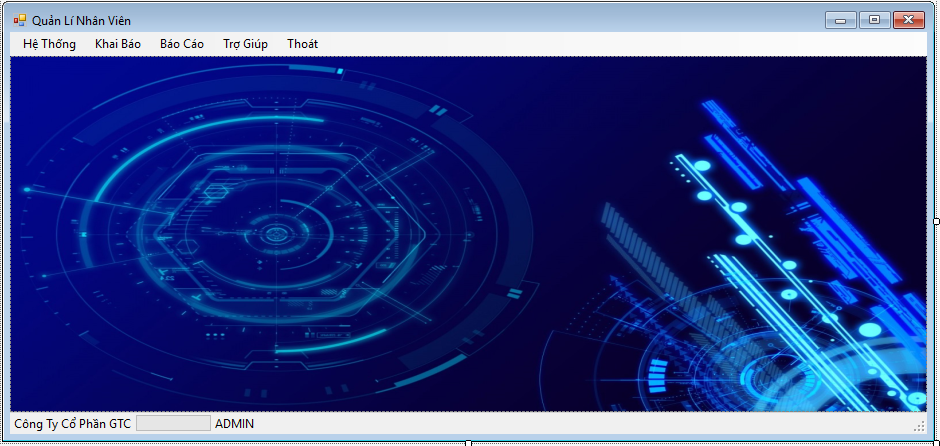 Quản Lí Nhân Viên
Hệ Thống Khai Báo Báo Cáo Trợ Giúp Thoát
Công Ty Cổ Phần GTC ADMIN